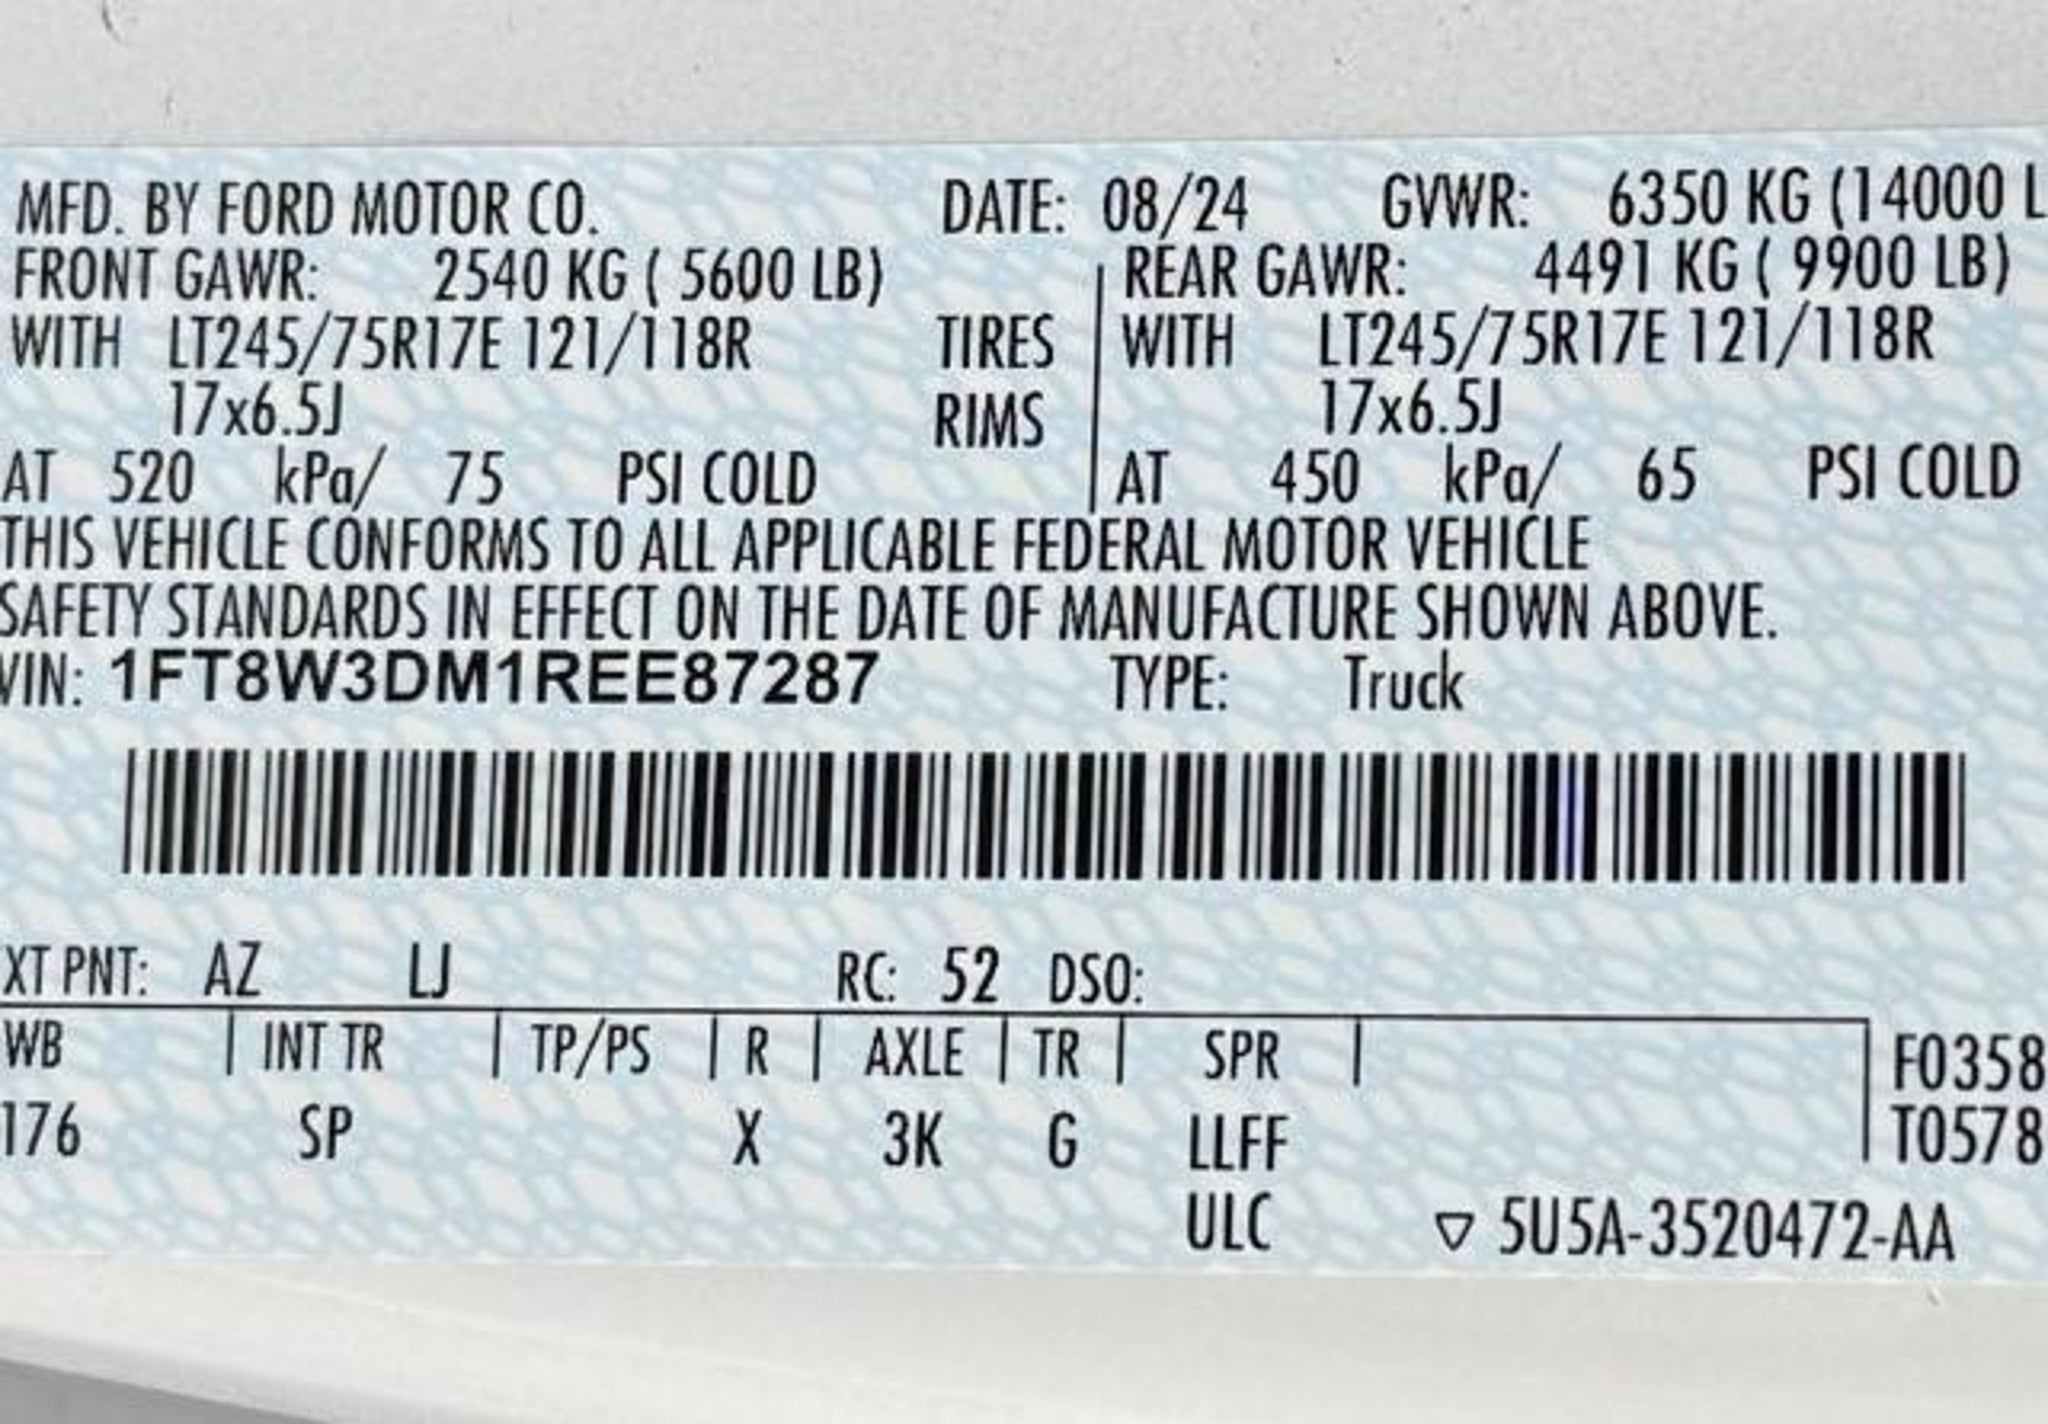 MFD. BY FORD MOTOR CO. DATE: 08/24 GVWR: 6350 KG (14000 L
FRONT GAWR: 2540 KG ( 5600 LB) REAR GAWR: 4491 KG ( 9900 LB)
WITH LT245/75R17E 121/118R TIRES WITH LT245/75R17E 121/118R
17x6.5J RIMS 17x6.5J
AT 520 kPa/ 75 PSI COLD AT 450 kPa/ 65 PSI COLD
THIS VEHICLE CONFORMS TO ALL APPLICABLE FEDERAL MOTOR VEHICLE
SAFETY STANDARDS IN EFFECT ON THE DATE OF MANUFACTURE SHOWN ABOVE.
VIN: 1FT8W3DM1REE87287 TYPE: Truck
XT PNT: AZ LJ RC: 52 DSO:
WB INT TR TP/PS R AXLE TR SPR F0358
176 SP X 3K G LLFF T0578
ULC ▽ 5U5A-3520472-AA